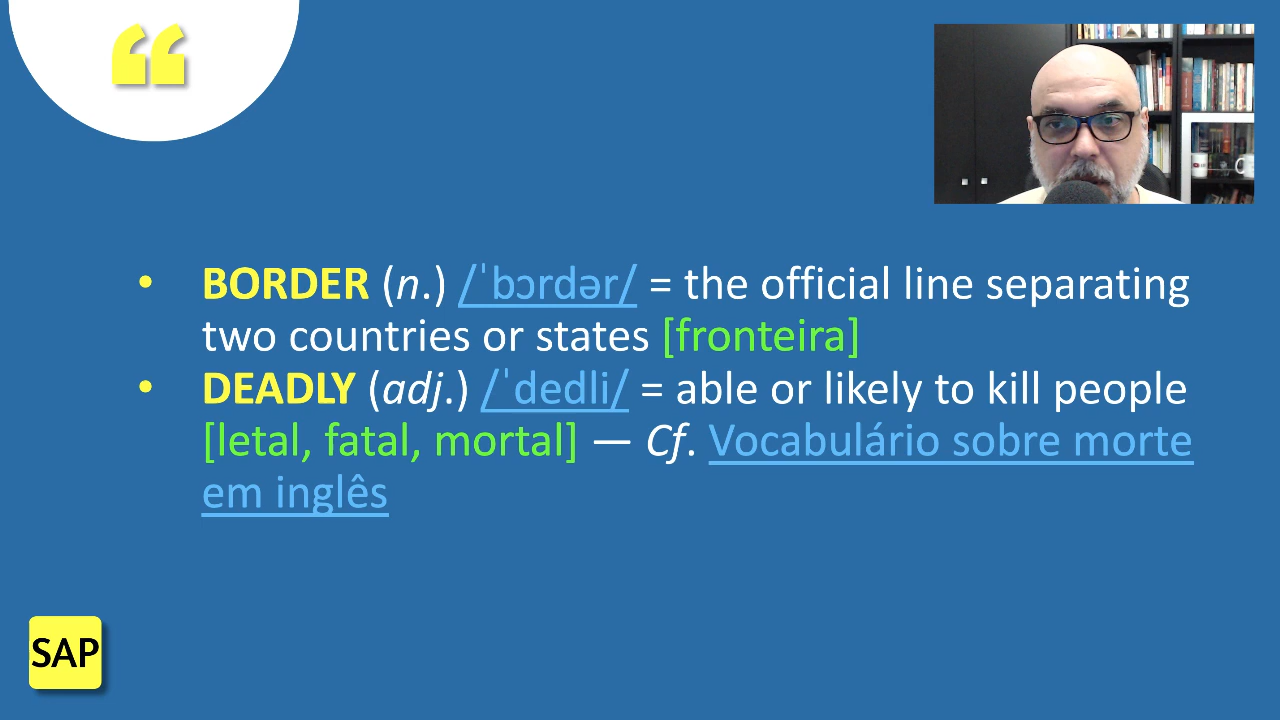 “
• BORDER (n.) /ˈbɔrdər/ = the official line separating
two countries or states [fronteira]
• DEADLY (adj.) /ˈdedli/ = able or likely to kill people
[letal, fatal, mortal] — Cf. Vocabulário sobre morte
em inglês
SAP